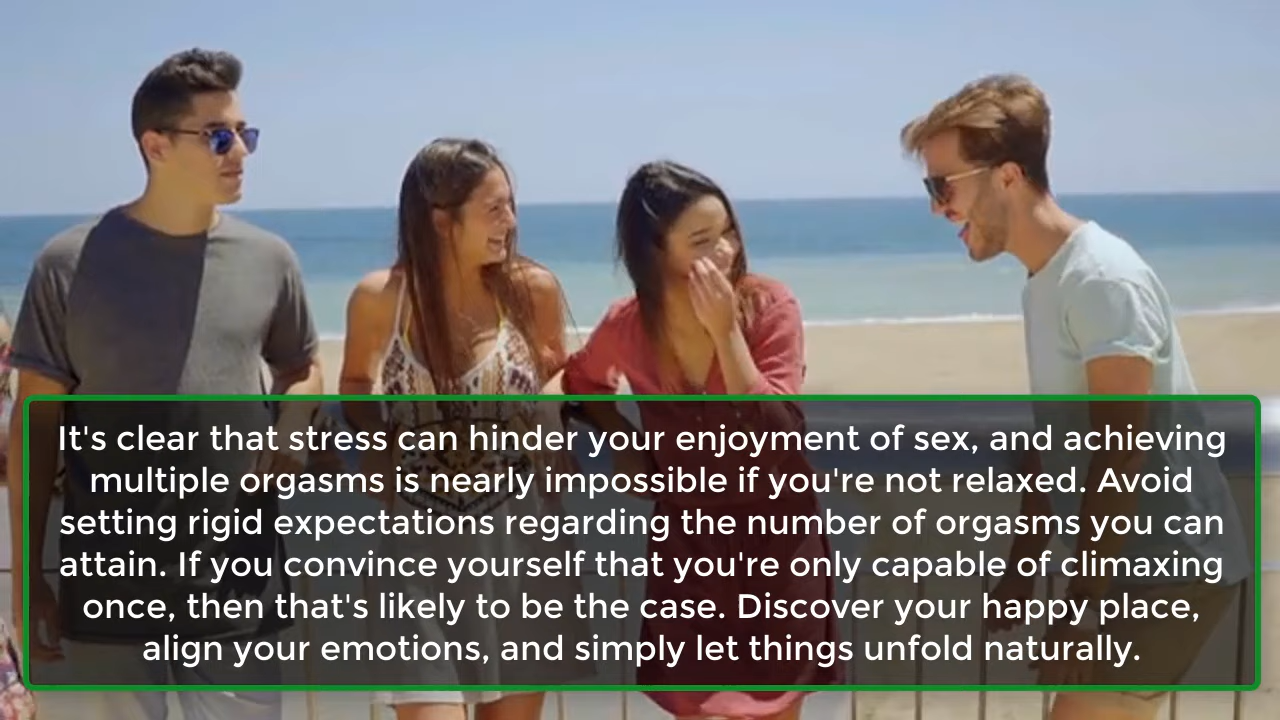 It's clear that stress can hinder your enjoyment of sex, and achieving
multiple orgasms is nearly impossible if you're not relaxed. Avoid
setting rigid expectations regarding the number of orgasms you can
attain. If you convince yourself that you're only capable of climaxing
once, then that's likely to be the case. Discover your happy place,
align your emotions, and simply let things unfold naturally.